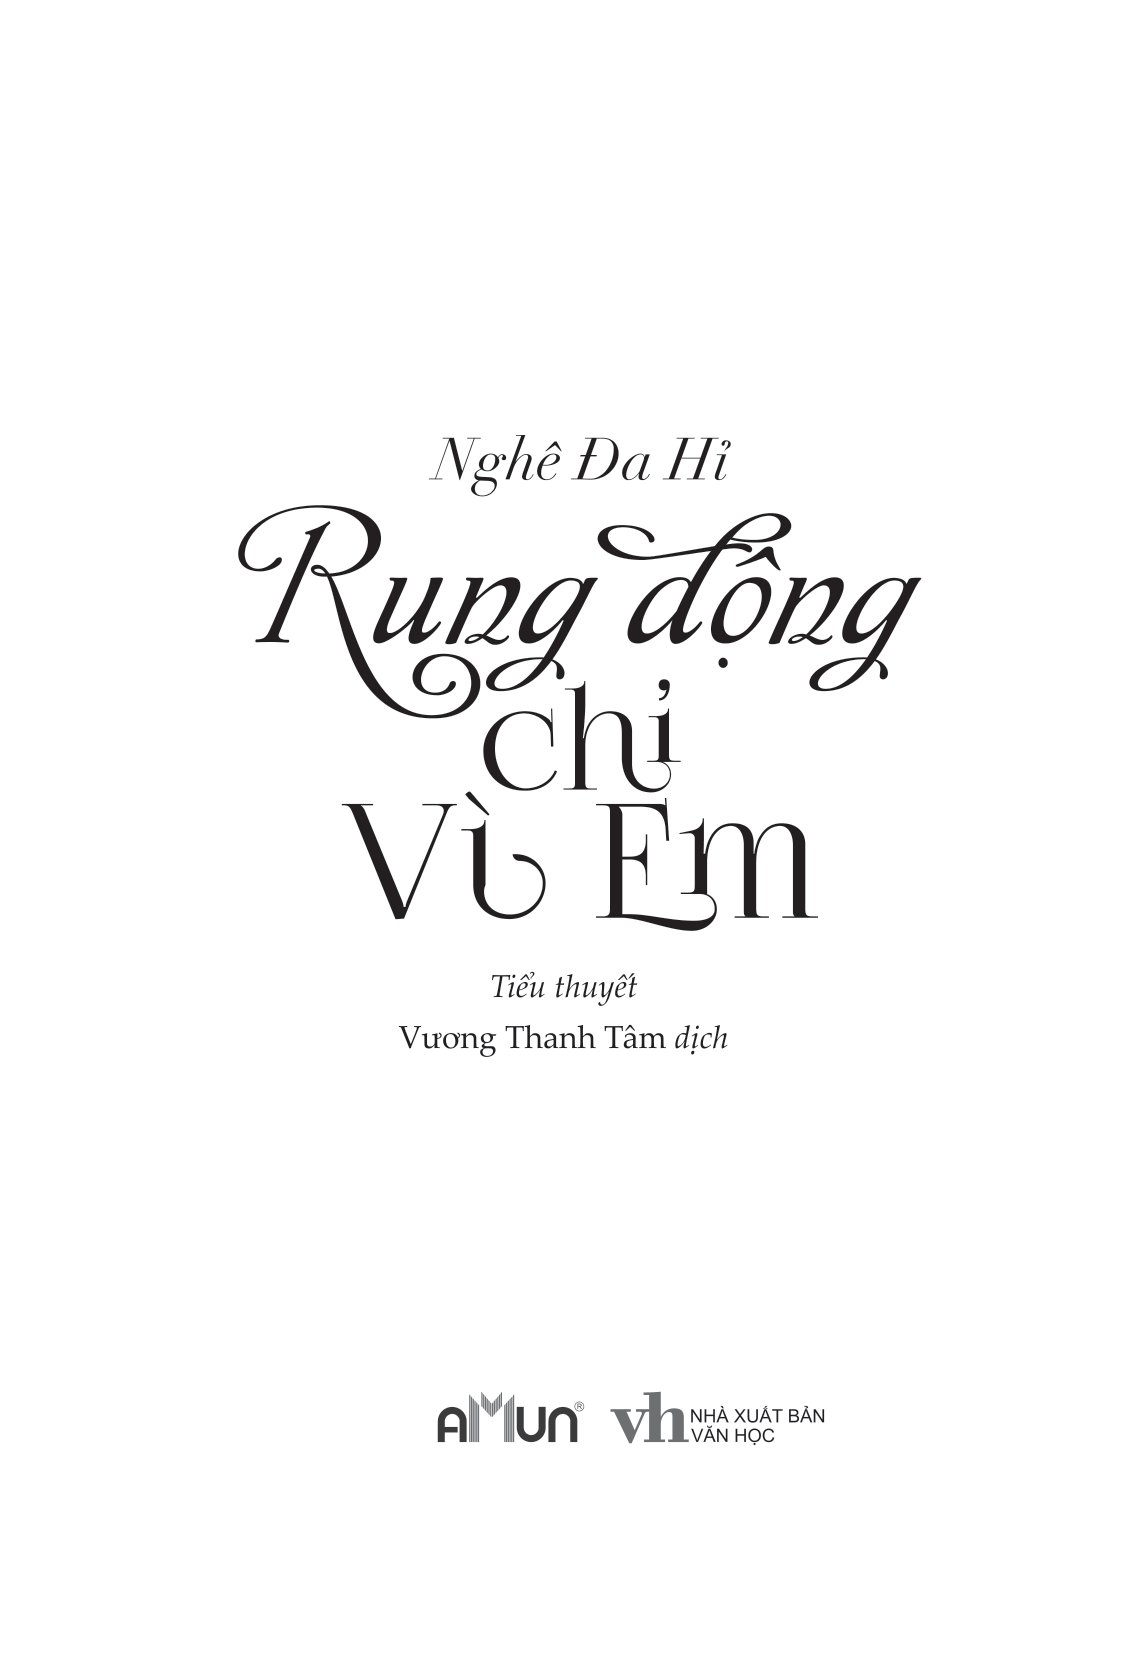 Nghê Đa Hỉ
Rung động
chỉ
Vì Em
Tiểu thuyết
Vương Thanh Tâm dịch
AMUN®
vh NHÀ XUẤT BẢN
VĂN HỌC